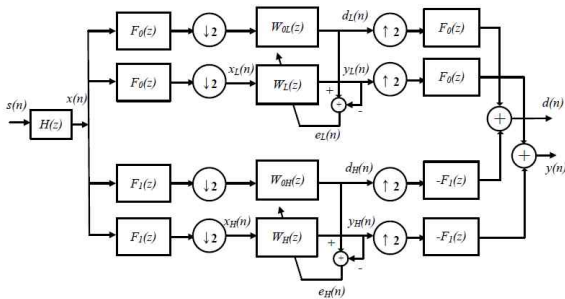 F0(z) ↓2 W0L(z) dL(n) ↑2 F0(z)
F0(z) ↓2 xL(n) WL(z) yL(n) ↑2 F0(z)
+ + -
eL(n)
s(n) H(z) x(n)
+ d(n)
+ y(n)
F1(z) ↓2 W0H(z) dH(n) ↑2 -F1(z)
F1(z) ↓2 xH(n) WH(z) yH(n) ↑2 -F1(z)
+ + -
eH(n)